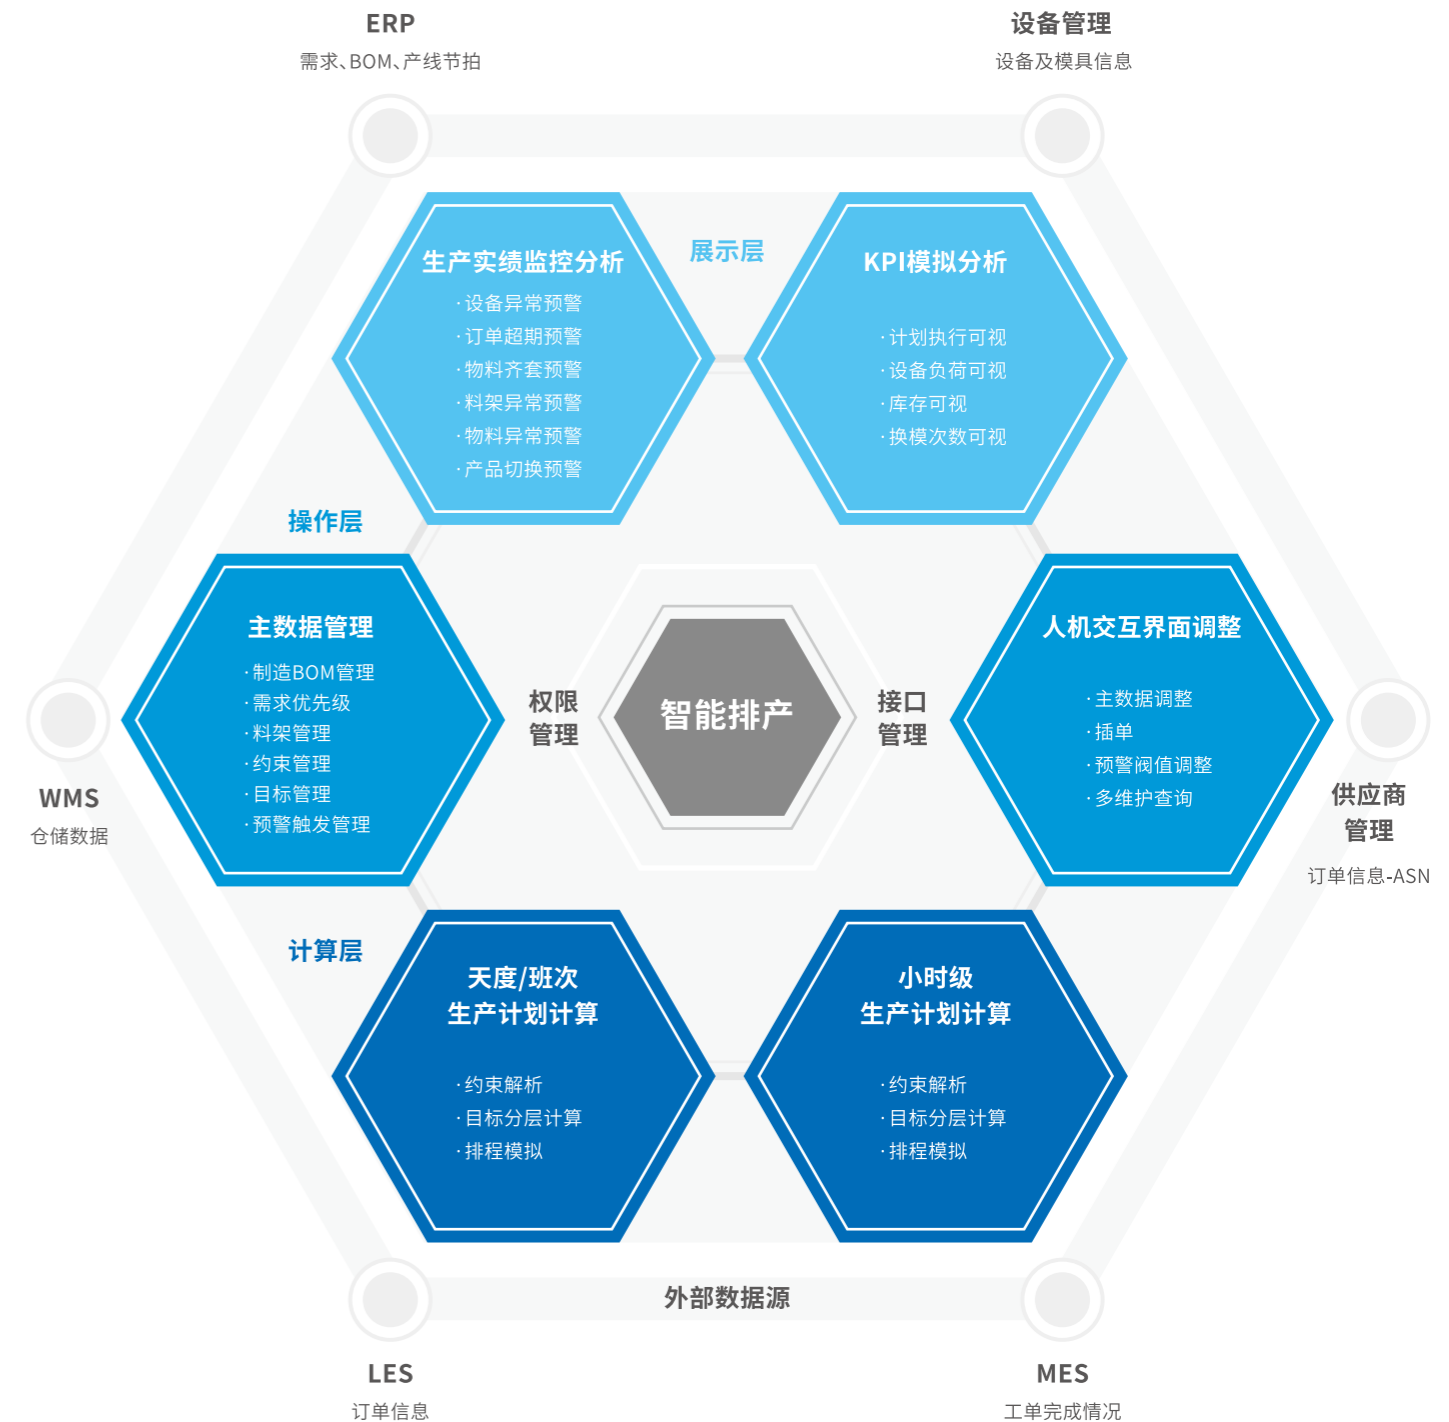 ERP
需求、BOM、产线节拍
设备管理
设备及模具信息
展示层
生产实绩监控分析
·设备异常预警
·订单超期预警
·物料齐套预警
·料架异常预警
·物料异常预警
·产品切换预警
KPI模拟分析
·计划执行可视
·设备负荷可视
·库存可视
·换模次数可视
操作层
主数据管理
·制造BOM管理
·需求优先级
·料架管理
·约束管理
·目标管理
·预警触发管理
权限
管理
智能排产
接口
管理
人机交互界面调整
·主数据调整
·插单
·预警阀值调整
·多维护查询
WMS
仓储数据
供应商
管理
订单信息-ASN
计算层
天度/班次
生产计划计算
·约束解析
·目标分层计算
·排程模拟
小时级
生产计划计算
·约束解析
·目标分层计算
·排程模拟
外部数据源
LES
订单信息
MES
工单完成情况